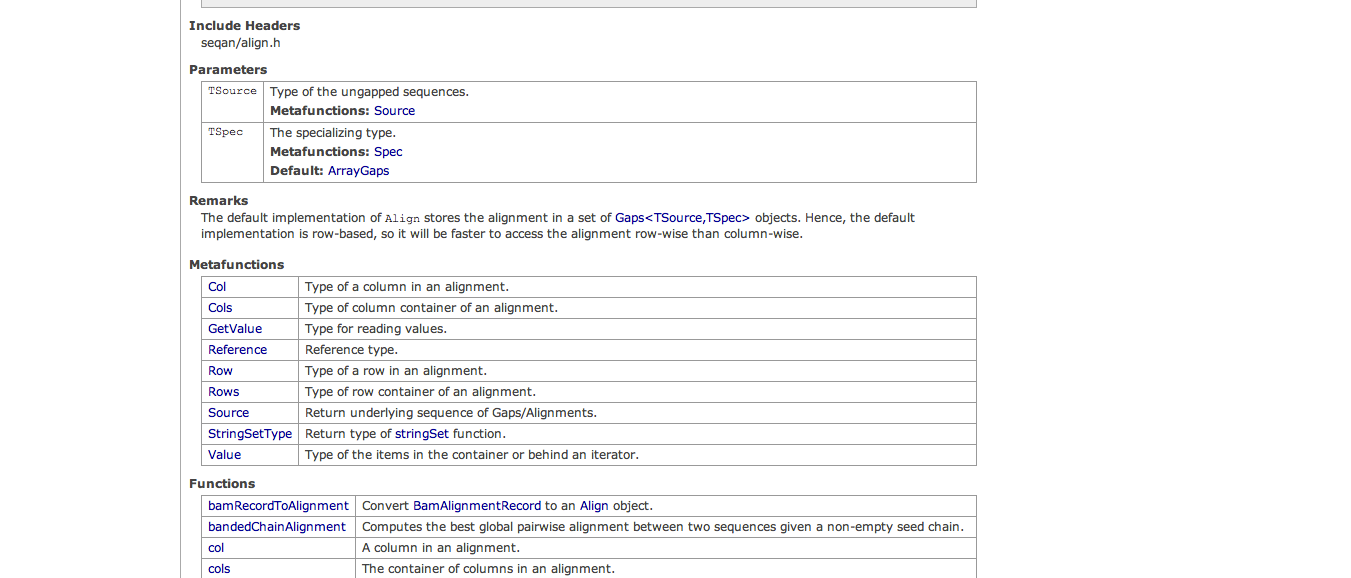 Include Headers
seqan/align.h
Parameters
TSource Type of the ungapped sequences.
Metafunctions: Source
TSpec The specializing type.
Metafunctions: Spec
Default: ArrayGaps
Remarks
The default implementation of Align stores the alignment in a set of Gaps<TSource,TSpec> objects. Hence, the default
implementation is row-based, so it will be faster to access the alignment row-wise than column-wise.
Metafunctions
Col Type of a column in an alignment.
Cols Type of column container of an alignment.
GetValue Type for reading values.
Reference Reference type.
Row Type of a row in an alignment.
Rows Type of row container of an alignment.
Source Return underlying sequence of Gaps/Alignments.
StringSetType Return type of stringSet function.
Value Type of the items in the container or behind an iterator.
Functions
bamRecordToAlignment Convert BamAlignmentRecord to an Align object.
bandedChainAlignment Computes the best global pairwise alignment between two sequences given a non-empty seed chain.
col A column in an alignment.
cols The container of columns in an alignment.